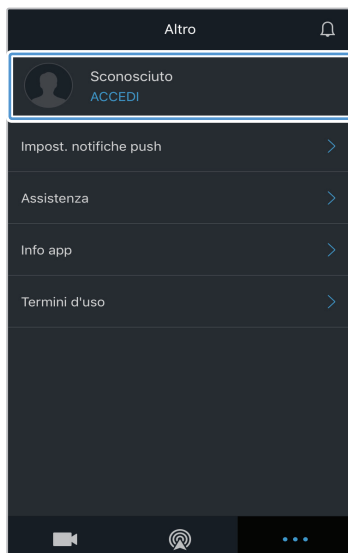 Altro
Sconosciuto
ACCEDI
Impost. notifiche push
Assistenza
Info app
Termini d'uso